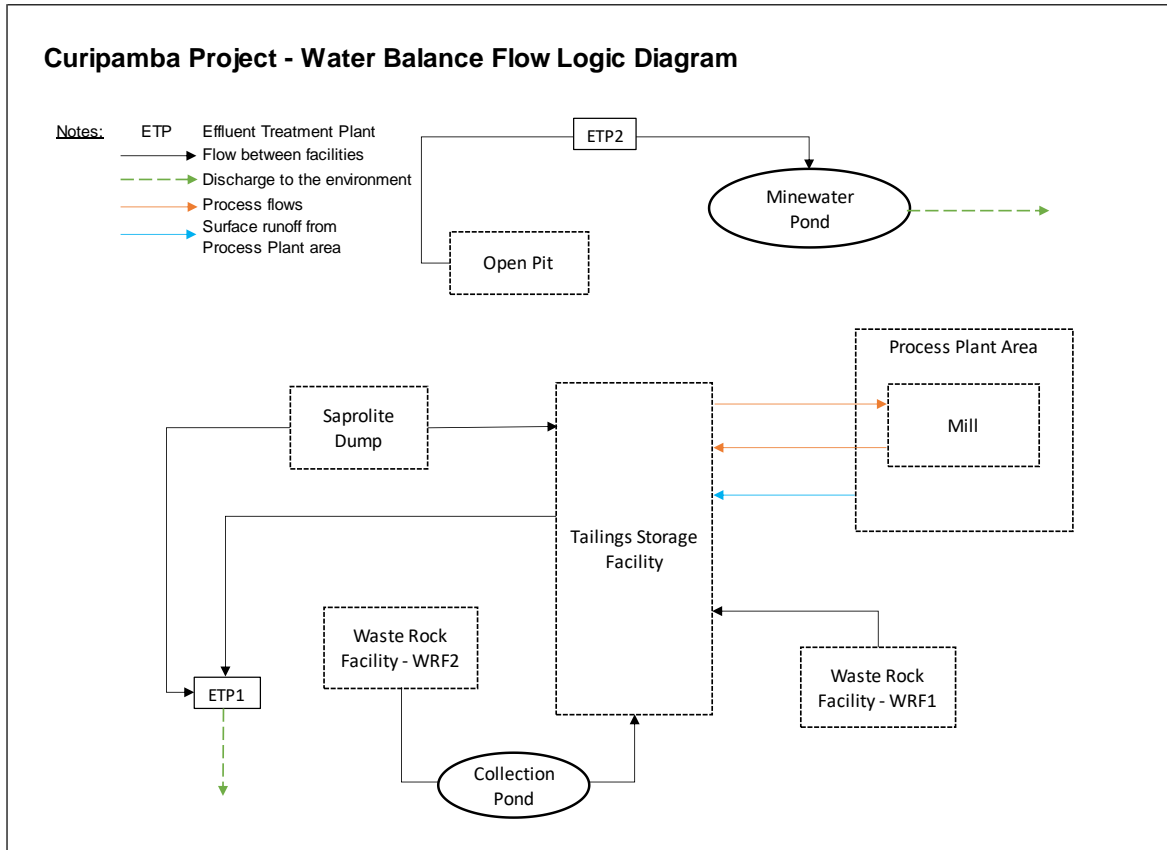 Curipamba Project - Water Balance Flow Logic Diagram
Notes:
ETP
Effluent Treatment Plant
Flow between facilities
Discharge to the environment
Process flows
Surface runoff from
Process Plant area
ETP2
Minewater
Pond
Open Pit
Process Plant Area
Mill
Saprolite
Dump
Tailings Storage
Facility
Waste Rock
Facility - WRF2
Waste Rock
Facility - WRF1
ETP1
Collection
Pond